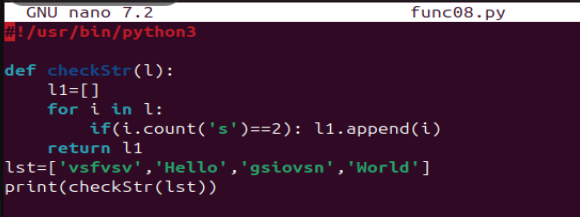 GNU nano 7.2 func08.py
#!/usr/bin/python3
def checkStr(l):
    l1=[]
    for i in l:
        if(i.count('s')==2): l1.append(i)
    return l1
lst=['vsfvsv','Hello','gsiovsn','World']
print(checkStr(lst))